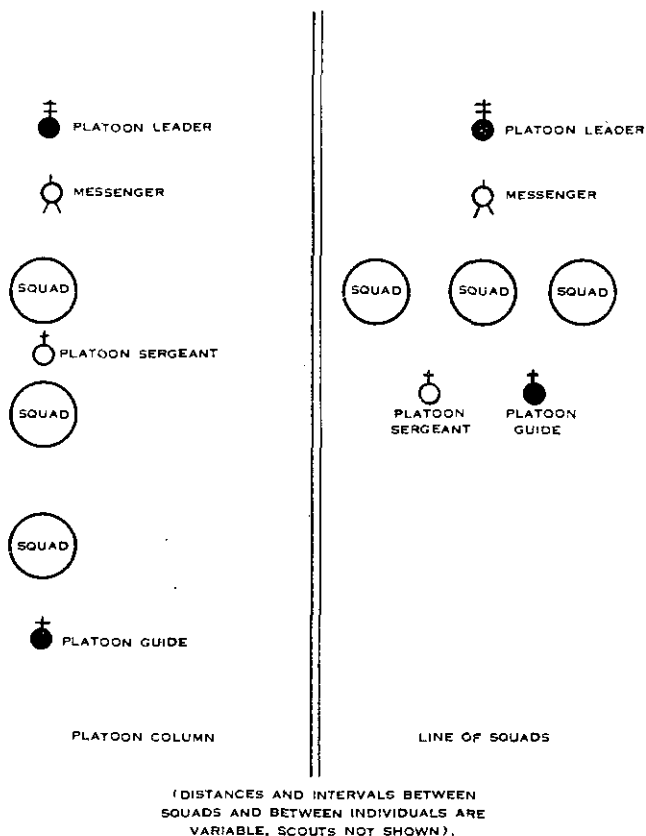 PLATOON LEADER
MESSENGER
SQUAD
PLATOON SERGEANT
SQUAD
SQUAD
PLATOON GUIDE
PLATOON COLUMN
PLATOON LEADER
MESSENGER
SQUAD SQUAD SQUAD
PLATOON SERGEANT
PLATOON GUIDE
LINE OF SQUADS
(DISTANCES AND INTERVALS BETWEEN
SQUADS AND BETWEEN INDIVIDUALS ARE
VARIABLE, SCOUTS NOT SHOWN).